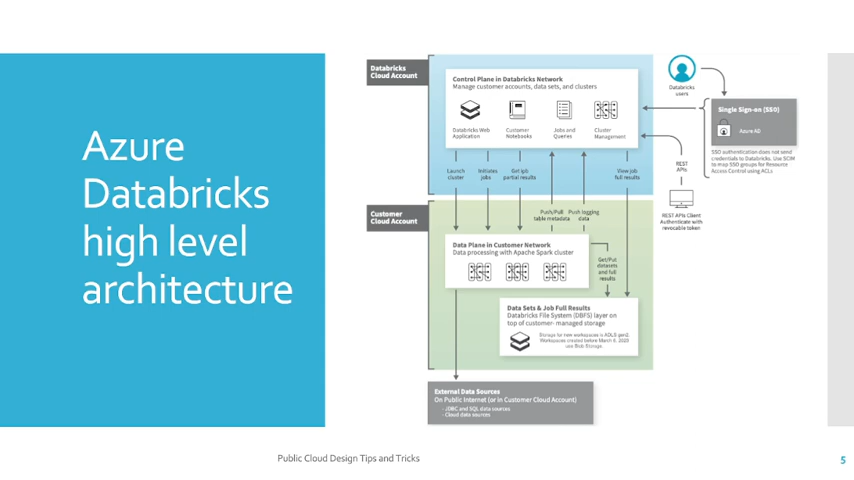 Azure
Databricks
high level
architecture
Databricks
Cloud Account
Control Plane in Databricks Network
Manage customer accounts, data sets, and clusters
Databricks Web
Application
Customer
Notebooks
Jobs and
Queries
Cluster
Management
Launch
cluster
Initiates
jobs
Get job
partial results
View job
full results
Databricks
users
Single Sign-on (SSO)
Azure AD
SSO authentication does not send
credentials to Databricks. Use SCIM
to map SSO groups for Resource
Access Control using ACLs
REST
APIs
REST APIs Client
Authenticate with
revocable token
Customer
Cloud Account
Push/Pull
table metadata
Push logging
data
Data Plane in Customer Network
Data processing with Apache Spark cluster
Get/Put
datasets
and full
results
Data Sets & Job Full Results
Databricks File System (DBFS) layer on
top of customer- managed storage
Storage for new workspaces is ADLS gen2.
Workspaces created before March 6, 2023
use Blob Storage.
External Data Sources
On Public Internet (or in Customer Cloud Account)
- JDBC and SQL data sources
- Cloud data sources
Public Cloud Design Tips and Tricks
5